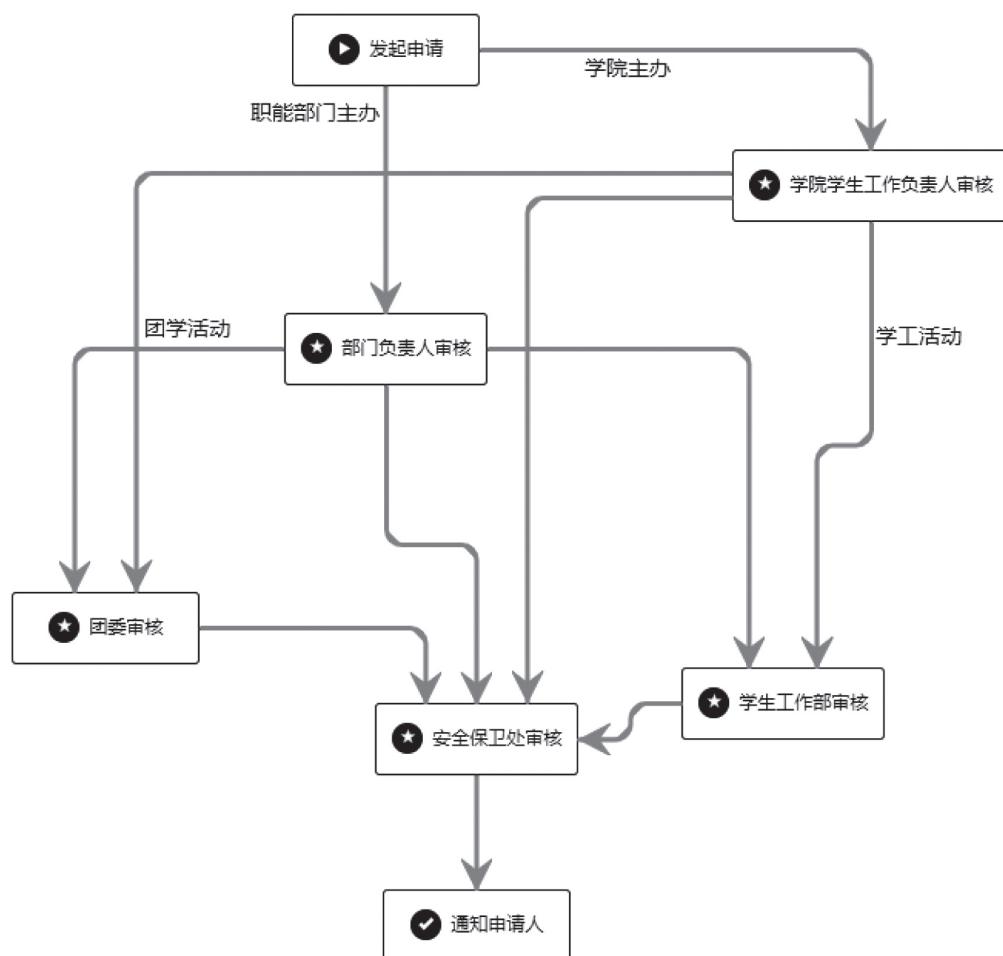 发起申请
学院主办
职能部门主办
学院学生工作负责人审核
团学活动
部门负责人审核
学工活动
团委审核
学生工作部审核
安全保卫处审核
通知申请人